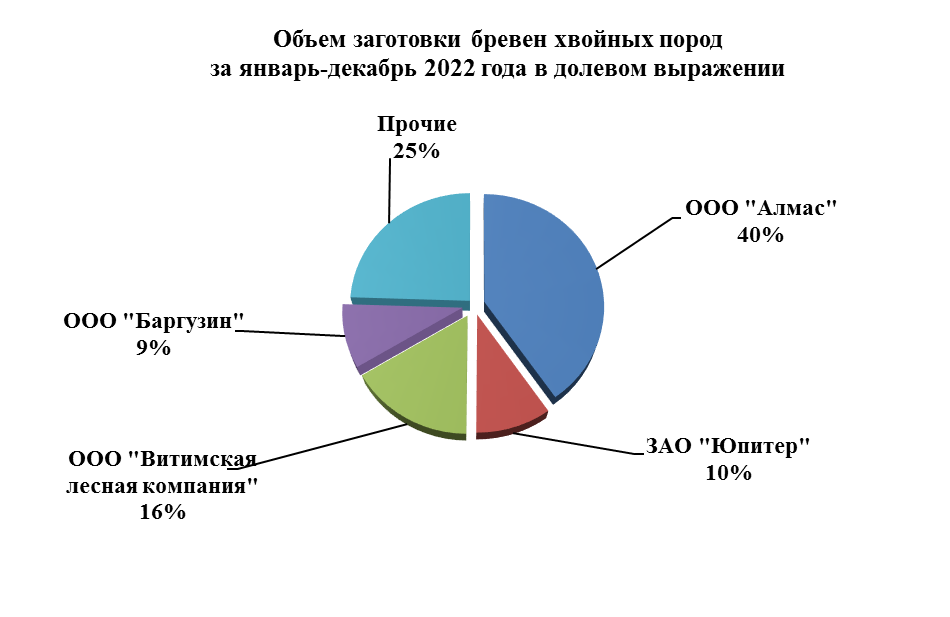 Объем заготовки бревен хвойных пород
за январь-декабрь 2022 года в долевом выражении
Прочие
25%
ООО "Алмас"
40%
ООО "Баргузин"
9%
ЗАО "Юпитер"
10%
ООО "Витимская
лесная компания"
16%